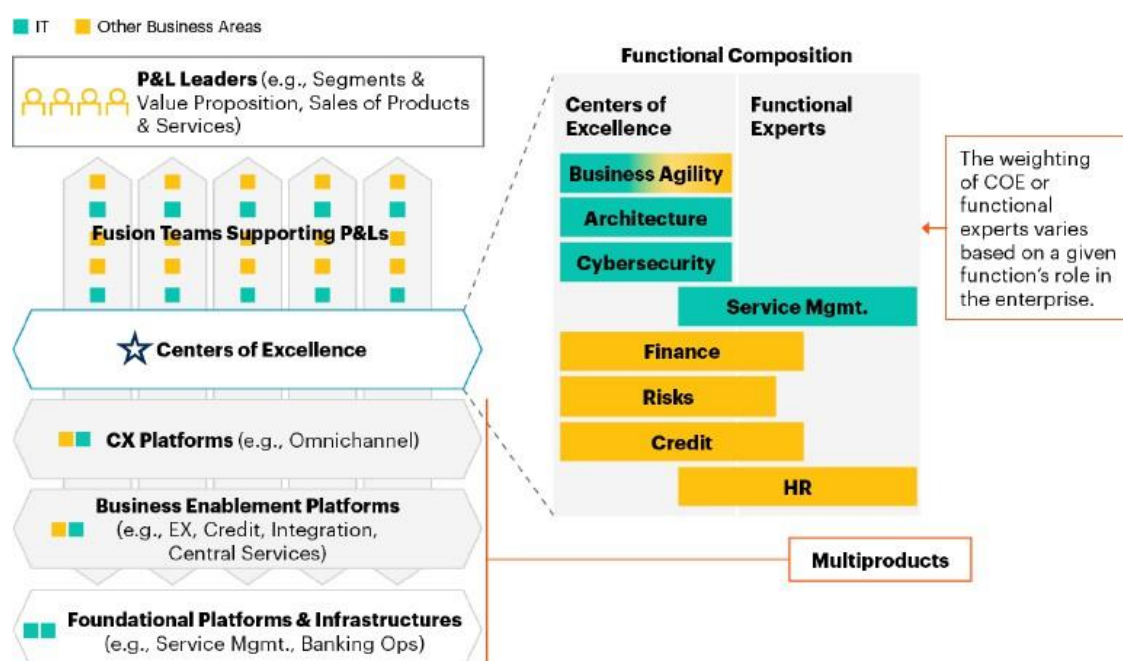 IT
Other Business Areas
P&L Leaders (e.g., Segments &
Value Proposition, Sales of Products
& Services)
Fusion Teams Supporting P&Ls
Centers of Excellence
CX Platforms (e.g., Omnichannel)
Business Enablement Platforms
(e.g., EX, Credit, Integration,
Central Services)
Foundational Platforms & Infrastructures
(e.g., Service Mgmt., Banking Ops)
Functional Composition
Centers of
Excellence
Functional
Experts
Business Agility
Architecture
Cybersecurity
Service Mgmt.
Finance
Risks
Credit
HR
The weighting
of COE or
functional
experts varies
based on a given
function's role in
the enterprise.
Multiproducts